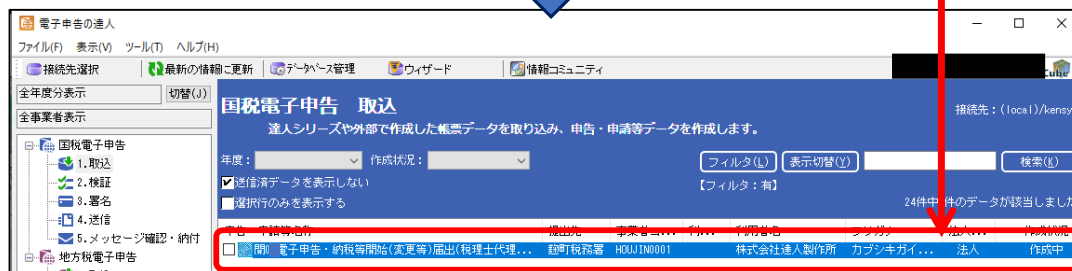 電子申告の達人
ファイル(F) 表示(V) ツール(T) ヘルプ(H)
接続先選択 最新の情報に更新 データベース管理 ウィザード 情報コミュニティ
全年度分表示 切替(J)
全事業者表示
国税電子申告
1.取込
2.検証
3.署名
4.送信
5.メッセージ確認・納付
地方税電子申告
国税電子申告 取込
接続先:(local)/kensy
達人シリーズや外部で作成した帳票データを取り込み、申告・申請等データを作成します。
年度: 作成状況: フィルタ(L) 表示切替(Y) 検索(K)
送信済データを表示しない 【フィルタ:有】
選択行のみを表示する 24件中 件のデータが該当しました
開 電子申告・納税等開始(変更等)届出(税理士代理... 麹町税務署 HOUJIN0001 株式会社達人製作所 カブシキガイ... 法人 作成中